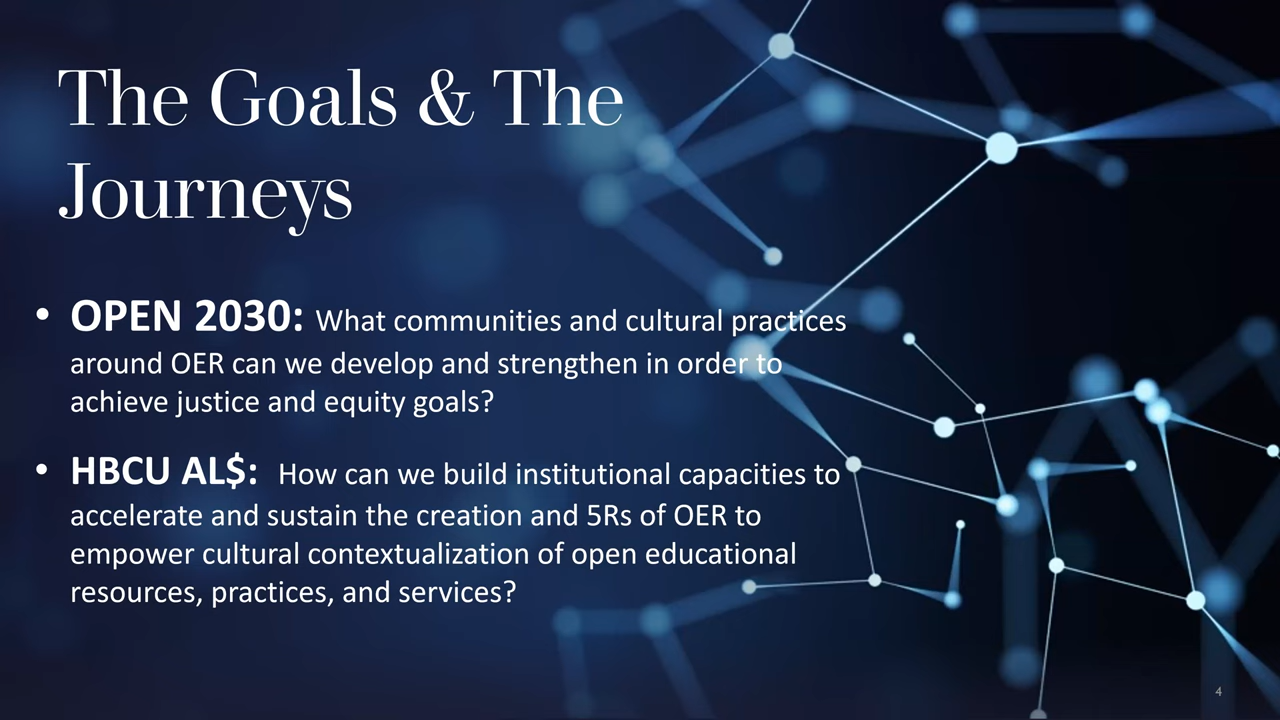 The Goals & The
Journeys
• OPEN 2030: What communities and cultural practices
around OER can we develop and strengthen in order to
achieve justice and equity goals?
• HBCU AL$: How can we build institutional capacities to
accelerate and sustain the creation and 5Rs of OER to
empower cultural contextualization of open educational
resources, practices, and services?
4